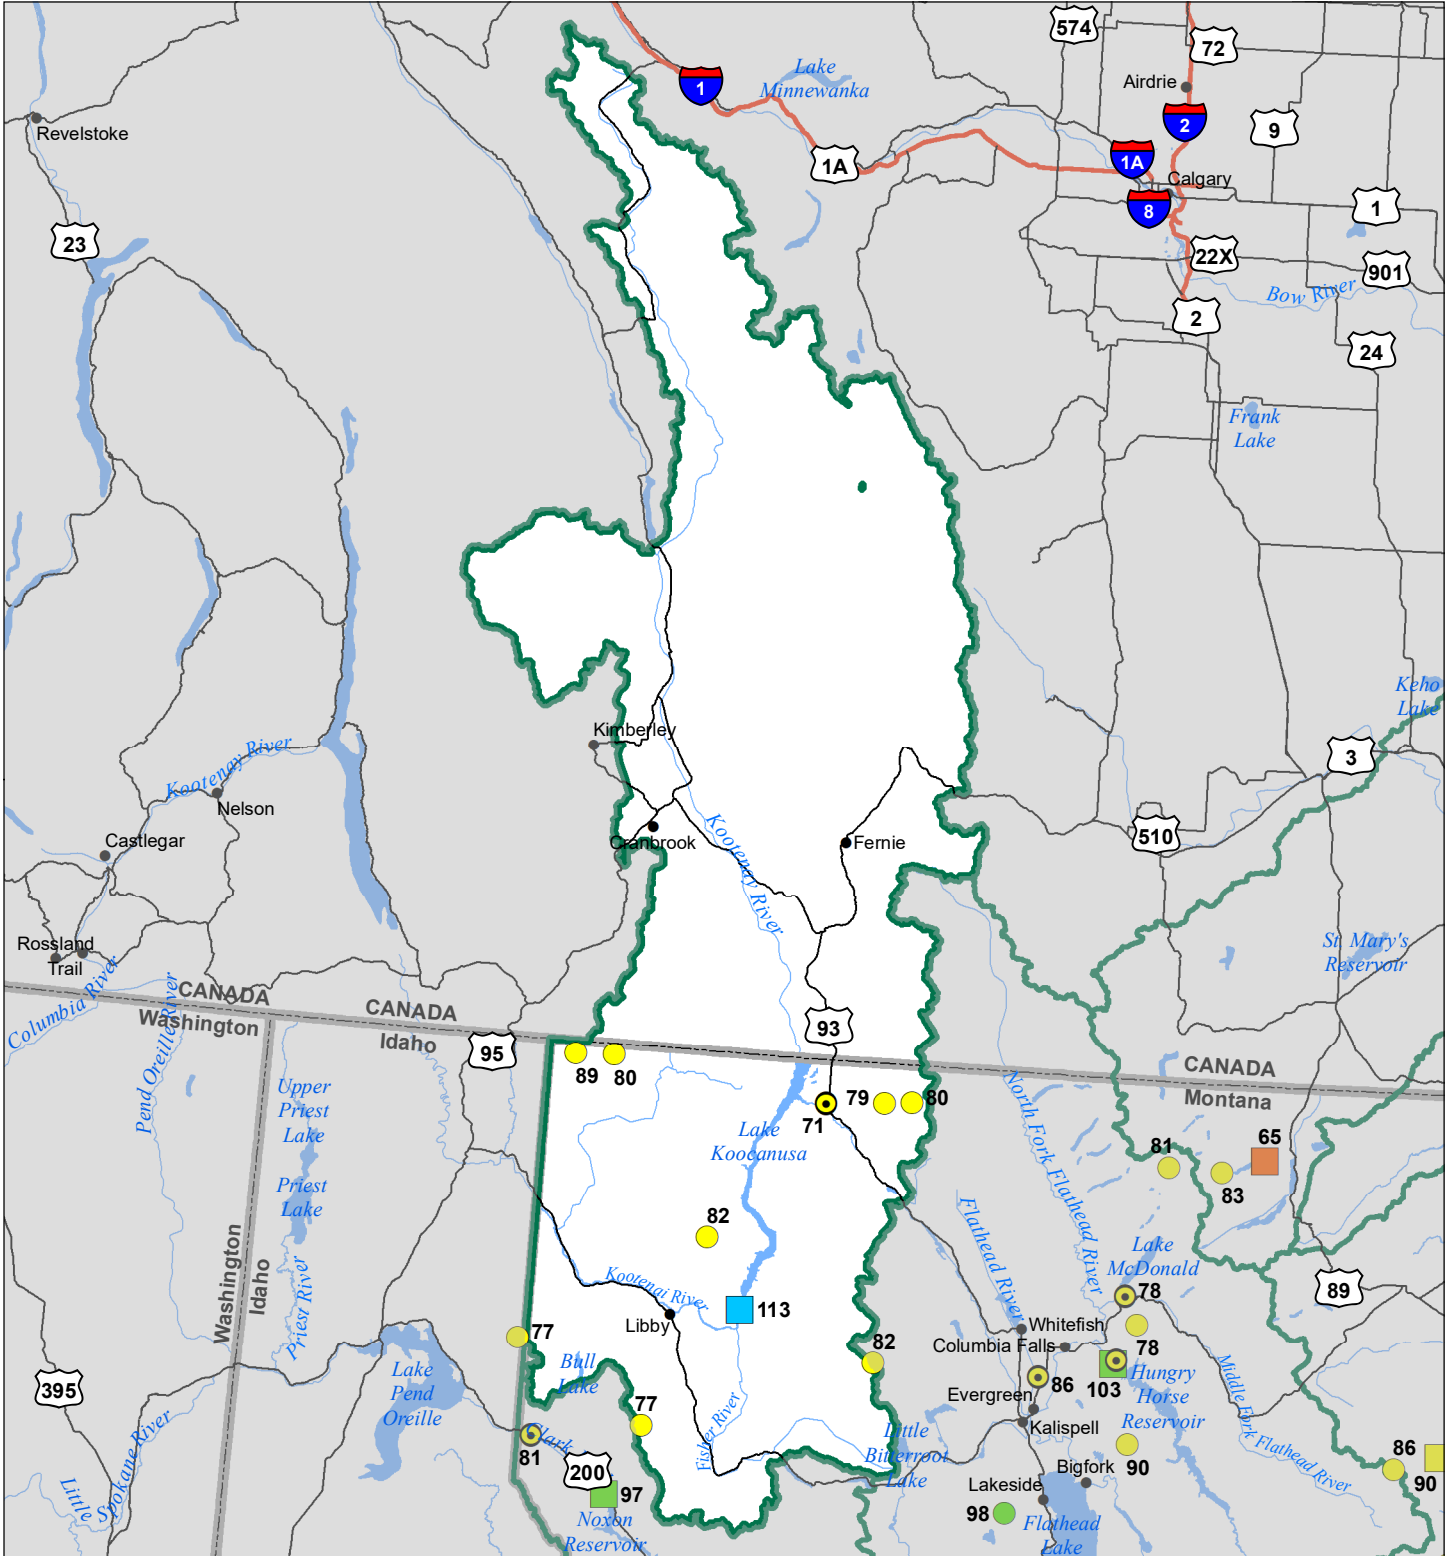 574
72
Airdrie
Lake
Minnewanka
1
2
9
Revelstoke
1A
1A
Calgary
8
1
23
22X
901
Bow River
2
24
Frank
Lake
Keho
Lake
Kimberley
Kootenay River
3
Nelson
Kootenay River
Castlegar
Cranbrook
Fernie
510
Rossland
Trail
St. Mary's
Reservoir
Columbia River
CANADA
Washington
Pend Oreille River
CANADA
Idaho
95
93
CANADA
Montana
89
80
79
80
71
North Fork Flathead River
Upper
Priest
Lake
Lake
Koocanusa
81
65
83
Priest
Lake
82
Flathead River
Lake
McDonald
Washington
Idaho
Priest River
Kootenai River
113
78
89
Libby
Whitefish
Columbia Falls
78
77
Bull
Lake
82
103
Hungry
Horse
Reservoir
86
Evergreen
Middle Fork Flathead River
395
Lake
Pend
Oreille
77
Kalispell
Fisher River
Little
Bitterroot
Lake
Clark
81
200
90
86
90
Bigfork
Little Spokane River
97
Noxon
Reservoir
Lakeside
98
Flathead
Lake